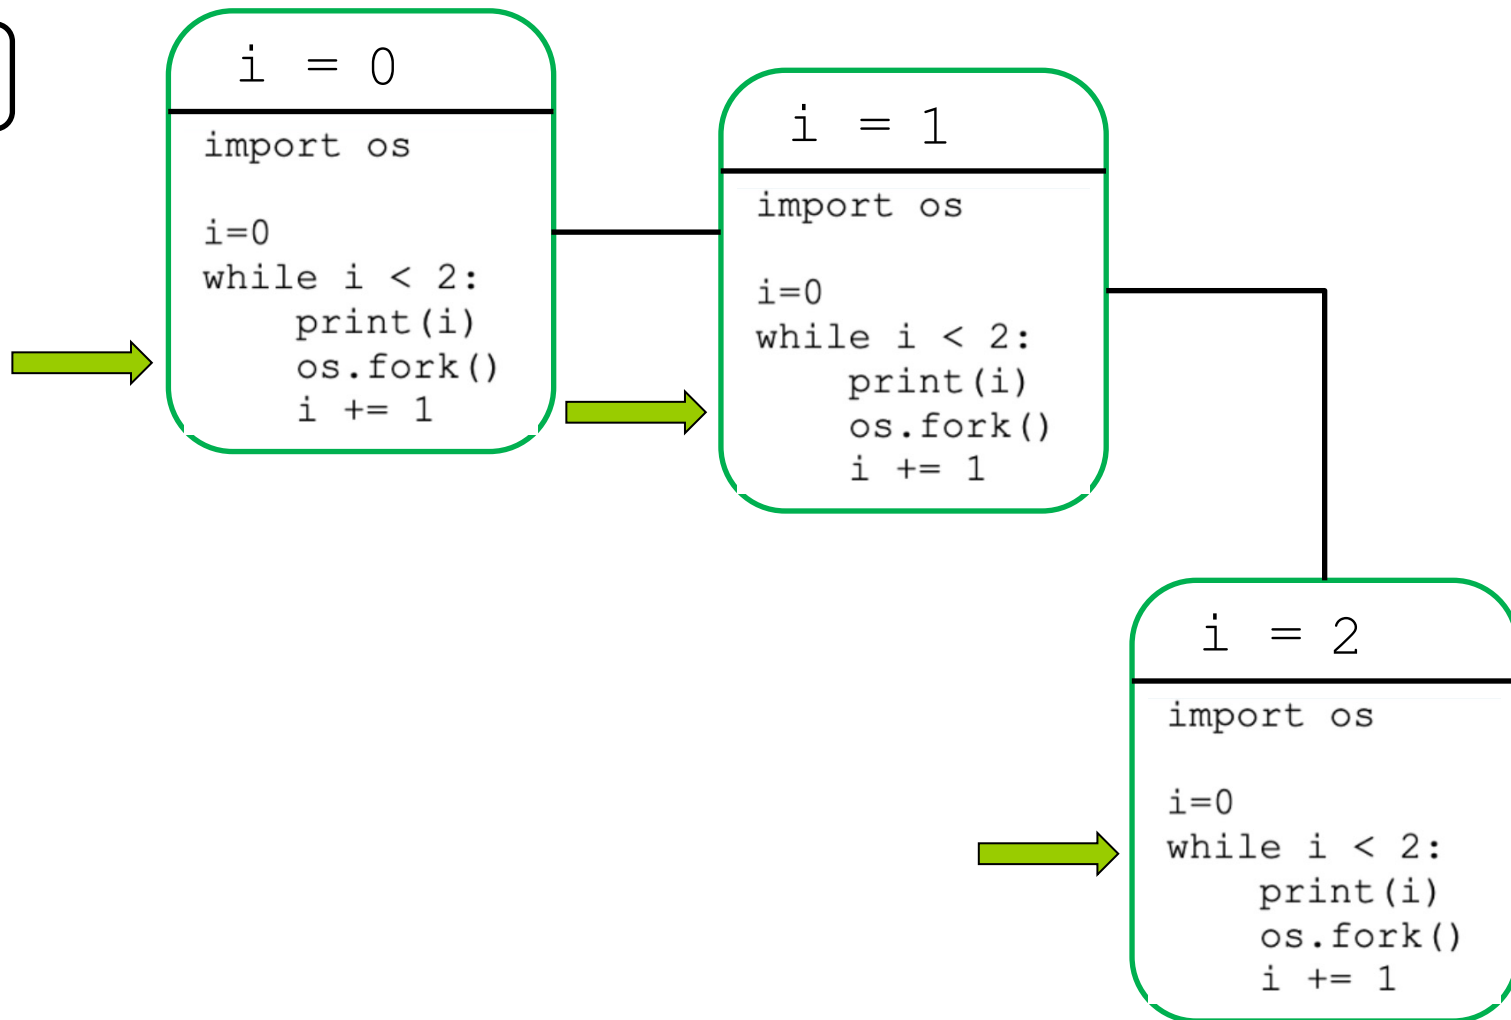 i = 0
import os
i=0
while i < 2:
    print(i)
    os.fork()
    i += 1
i = 1
import os
i=0
while i < 2:
    print(i)
    os.fork()
    i += 1
i = 2
import os
i=0
while i < 2:
    print(i)
    os.fork()
    i += 1